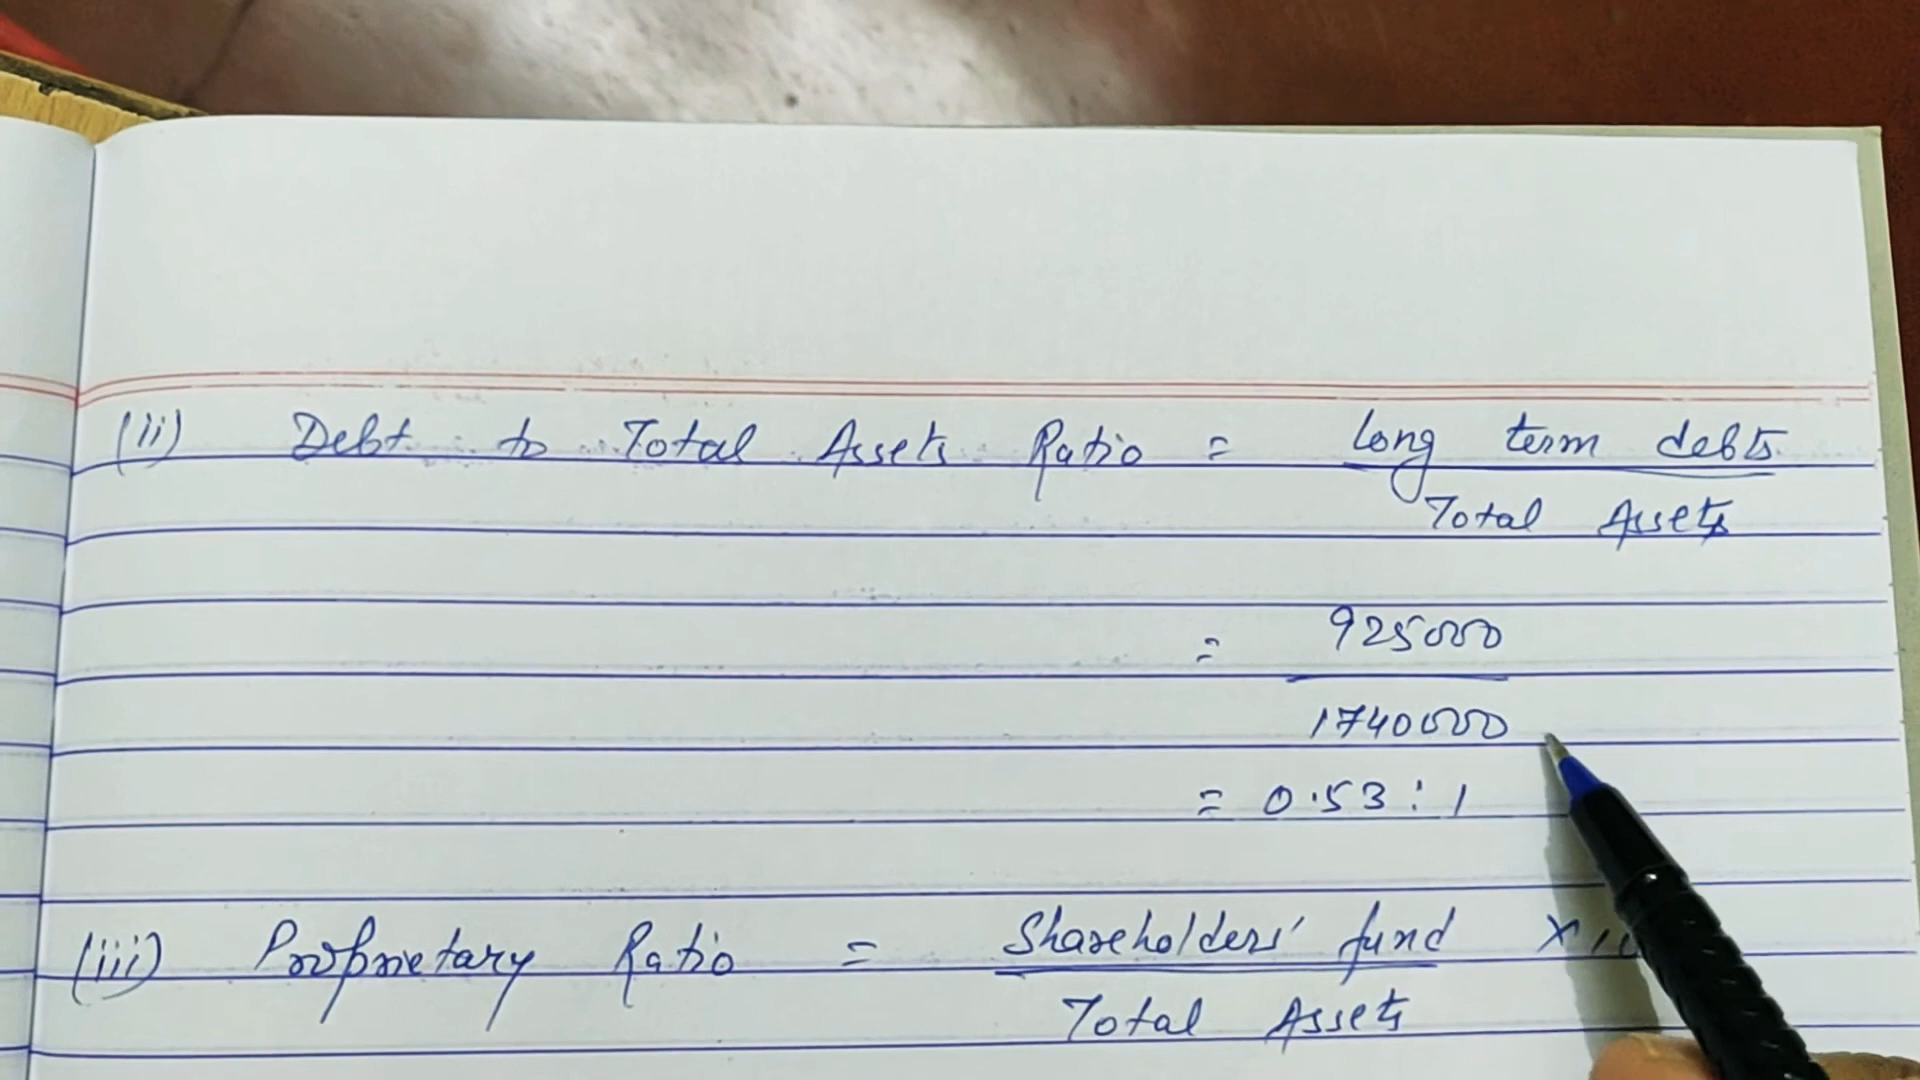 (ii) Debt to Total Assets Ratio = Long term debts
Total Assets
= 925000
1740000
= 0.53 : 1
(iii) Proprietary Ratio = Shareholders' fund ×
Total Assets